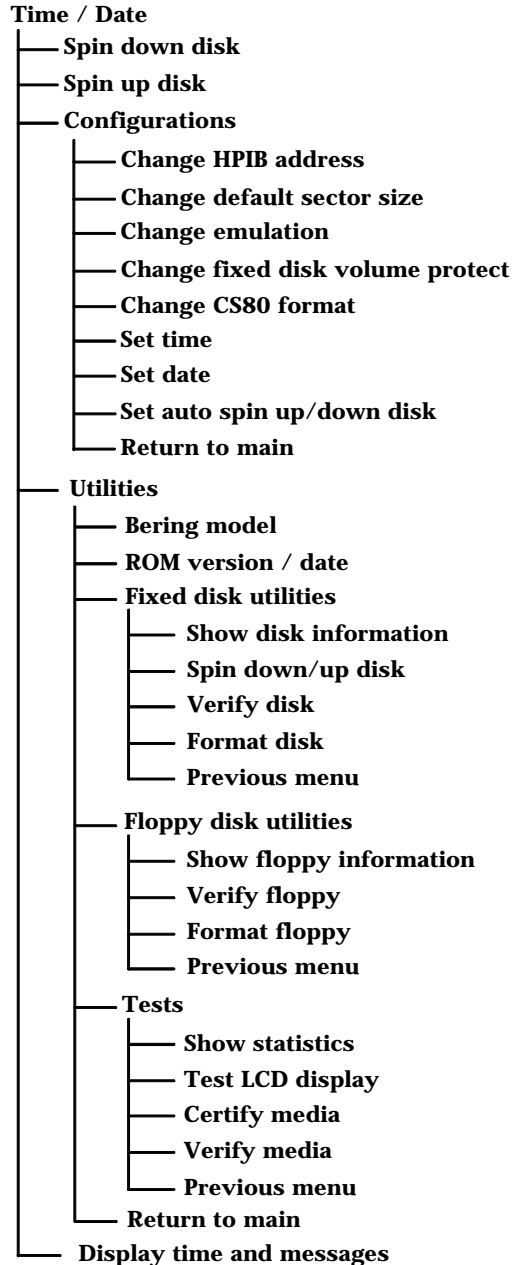 Time / Date
Spin down disk
Spin up disk
Configurations
Change HPIB address
Change default sector size
Change emulation
Change fixed disk volume protect
Change CS80 format
Set time
Set date
Set auto spin up/down disk
Return to main
Utilities
Bering model
ROM version / date
Fixed disk utilities
Show disk information
Spin down/up disk
Verify disk
Format disk
Previous menu
Floppy disk utilities
Show floppy information
Verify floppy
Format floppy
Previous menu
Tests
Show statistics
Test LCD display
Certify media
Verify media
Previous menu
Return to main
Display time and messages